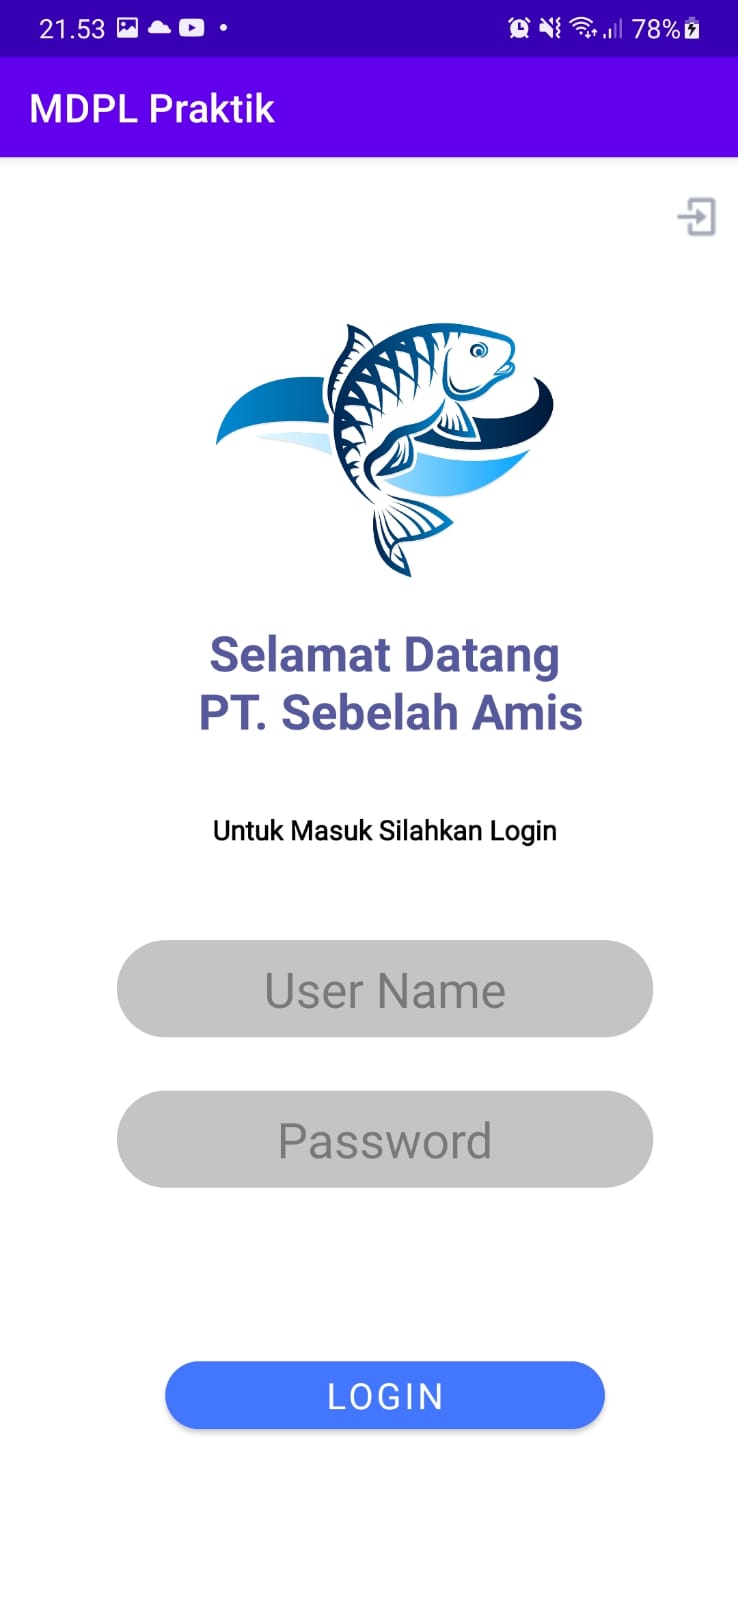 21.53
78%
MDPL Praktik
Selamat Datang
PT. Sebelah Amis
Untuk Masuk Silahkan Login
User Name
Password
LOGIN